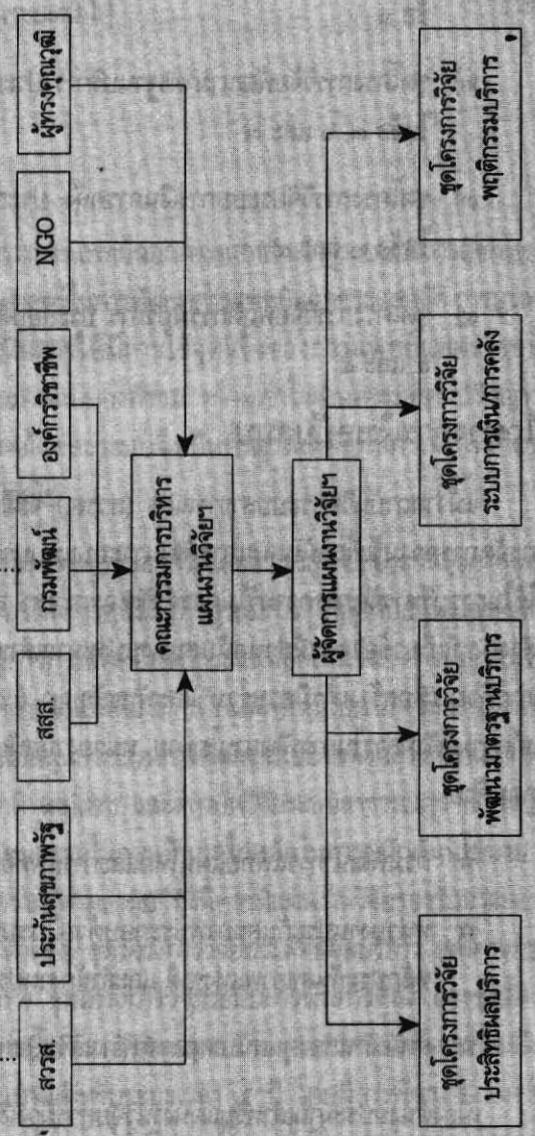 สวรส.
ประกันสุขภาพรัฐ
สสส.
กรมพัฒน์
องค์กรวิชาชีพ
NGO
ผู้ทรงคุณวุฒิ
คณะกรรมการบริหาร
แผนงานวิจัยฯ
ผู้จัดการแผนงานวิจัยฯ
ชุดโครงการวิจัย
ประสิทธิผลบริการ
ชุดโครงการวิจัย
พัฒนามาตรฐานบริการ
ชุดโครงการวิจัย
ระบบการเงิน/การคลัง
ชุดโครงการวิจัย
พฤติกรรมบริการ